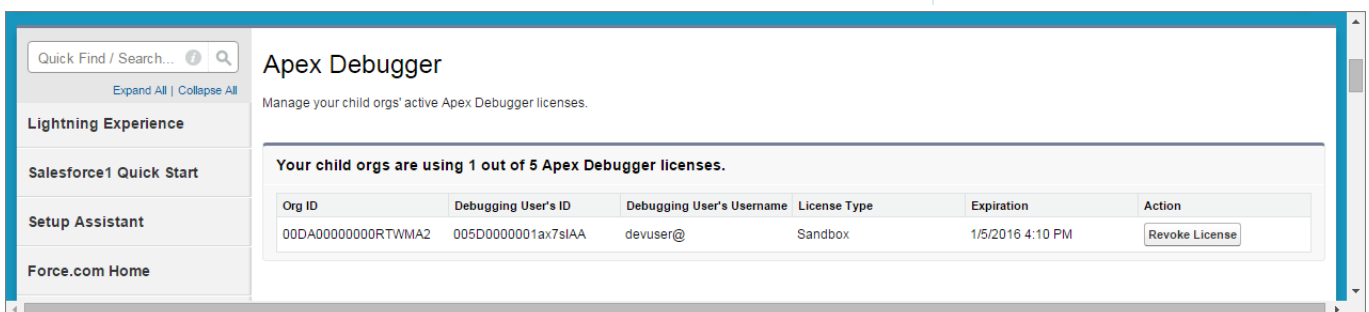 Quick Find / Search...
Expand All | Collapse All
Lightning Experience
Salesforce1 Quick Start
Setup Assistant
Force.com Home
Apex Debugger
Manage your child orgs' active Apex Debugger licenses.
Your child orgs are using 1 out of 5 Apex Debugger licenses.
Org ID Debugging User's ID Debugging User's Username License Type Expiration Action
00DA00000000RTWMA2 005D0000001ax7sIAA devuser@ Sandbox 1/5/2016 4:10 PM Revoke License